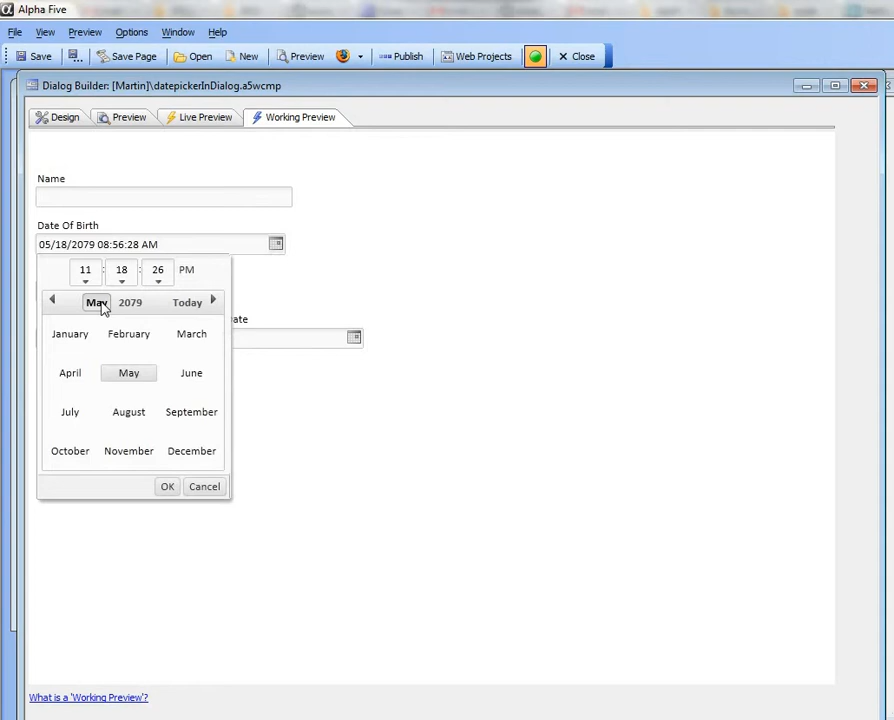 Alpha Five
File View Preview Options Window Help
Save Save Page Open New Preview Publish Web Projects Close
Dialog Builder: [Martin]\datepickerInDialog.a5wcmp
Design Preview Live Preview Working Preview
Name
Date Of Birth
05/18/2079 08:56:28 AM
11 : 18 : 26 PM
May 2079 Today
January February March
April May June
July August September
October November December
OK Cancel
What is a 'Working Preview'?